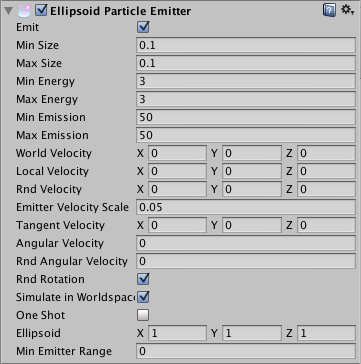 Ellipsoid Particle Emitter
Emit
Min Size 0.1
Max Size 0.1
Min Energy 3
Max Energy 3
Min Emission 50
Max Emission 50
World Velocity X 0 Y 0 Z 0
Local Velocity X 0 Y 0 Z 0
Rnd Velocity X 0 Y 0 Z 0
Emitter Velocity Scale 0.05
Tangent Velocity X 0 Y 0 Z 0
Angular Velocity 0
Rnd Angular Velocity 0
Rnd Rotation
Simulate in Worldspac
One Shot
Ellipsoid X 1 Y 1 Z 1
Min Emitter Range 0